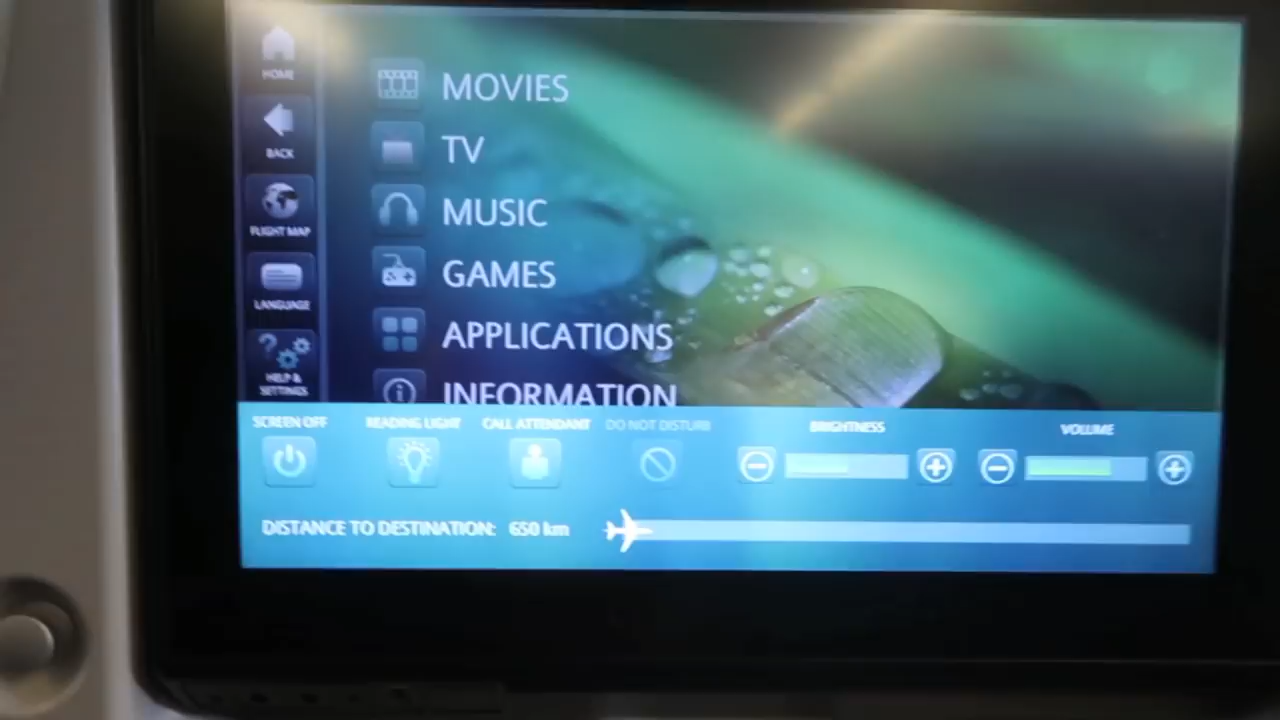 HOME
BACK
FLIGHT MAP
LANGUAGE
HELP &
SETTINGS
MOVIES
TV
MUSIC
GAMES
APPLICATIONS
INFORMATION
SCREEN OFF
READING LIGHT
CALL ATTENDANT
DO NOT DISTURB
BRIGHTNESS
VOLUME
DISTANCE TO DESTINATION: 650 km